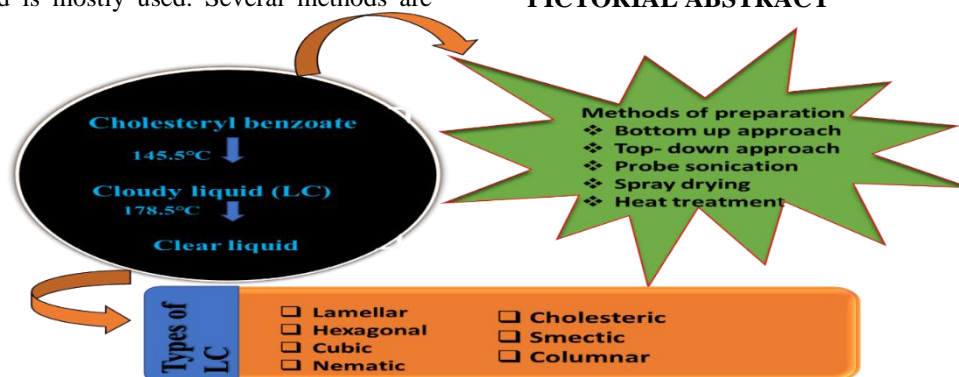 d is mostly used. Several methods are
PICTORIAL ABSTRACT
Cholesteryl benzoate
145.5°C
Cloudy liquid (LC)
178.5°C
Clear liquid
Methods of preparation
❖ Bottom up approach
❖ Top- down approach
❖ Probe sonication
❖ Spray drying
❖ Heat treatment
Types of
LC
❑ Lamellar
❑ Hexagonal
❑ Cubic
❑ Nematic
❑ Cholesteric
❑ Smectic
❑ Columnar